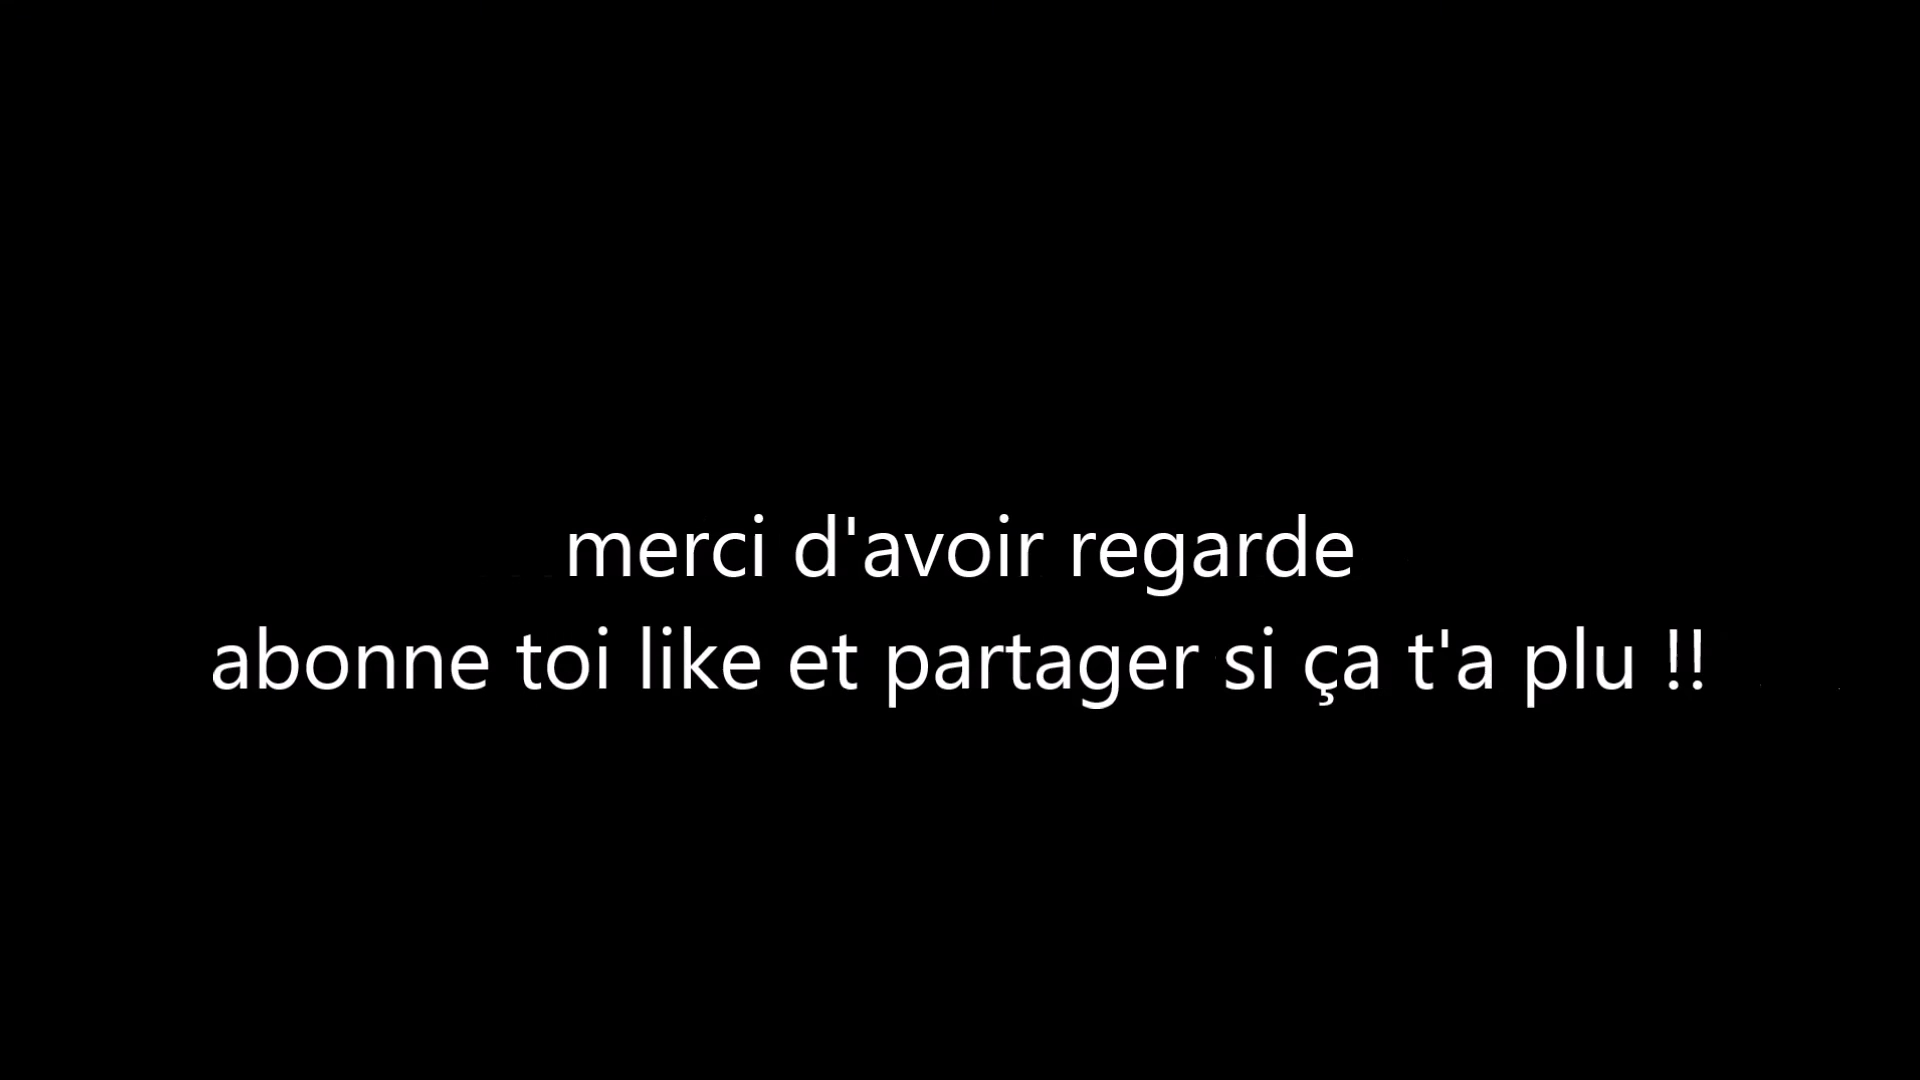 merci d'avoir regarde
abonne toi like et partager si ça t'a plu !!